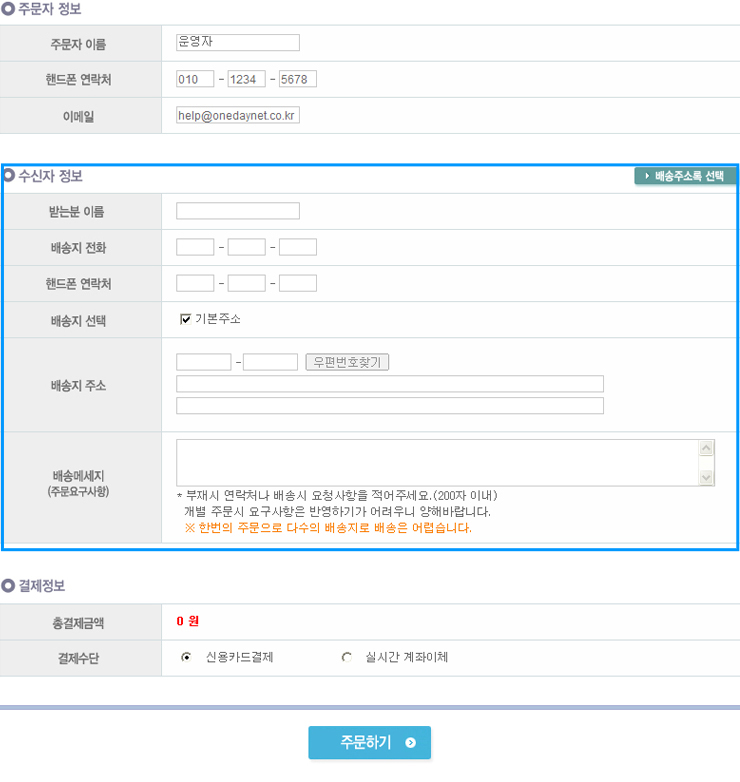 주문자 정보
주문자 이름 운영자
핸드폰 연락처 010 - 1234 - 5678
이메일 help@onedaynet.co.kr
수신자 정보 배송주소록 선택
받는분 이름
배송지 전화 - -
핸드폰 연락처 - -
배송지 선택 기본주소
배송지 주소 - 우편번호찾기
배송메세지
(주문요구사항)
* 부재시 연락처나 배송시 요청사항을 적어주세요.(200자 이내)
개별 주문시 요구사항은 반영하기가 어려우니 양해바랍니다.
※ 한번의 주문으로 다수의 배송지로 배송은 어렵습니다.
결제정보
총결제금액 0 원
결제수단 신용카드결제 실시간 계좌이체
주문하기